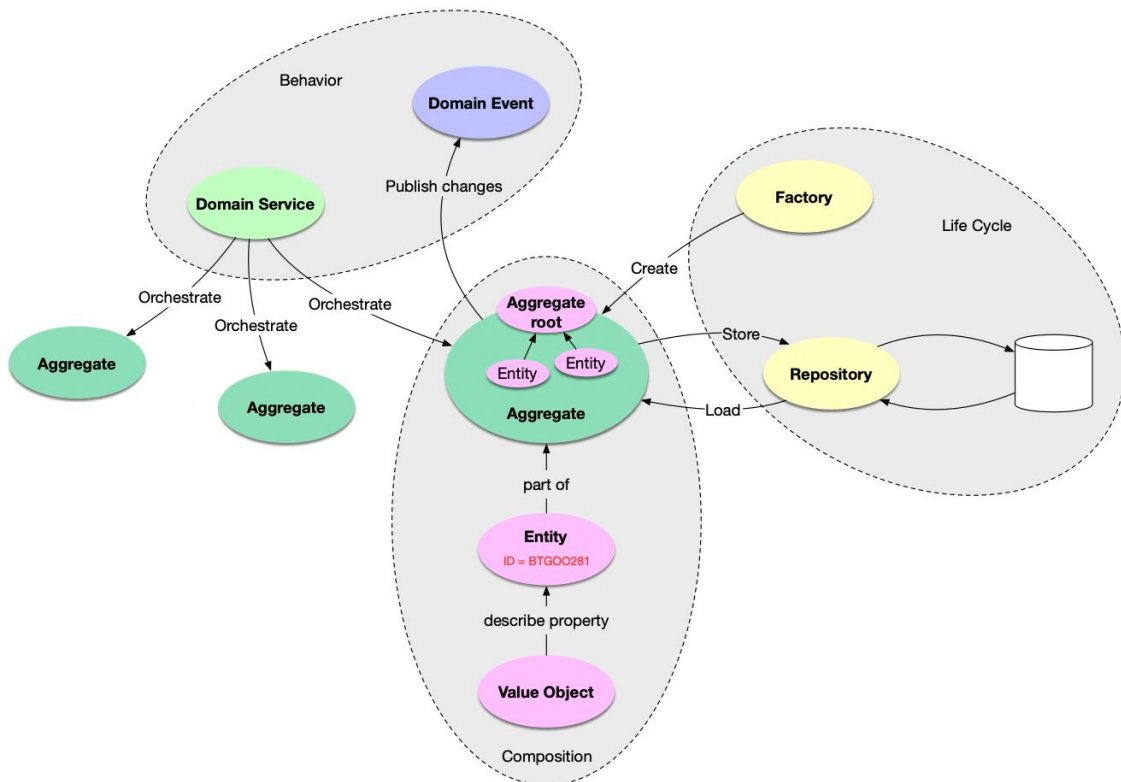 Behavior
Domain Event
Publish changes
Domain Service
Factory
Life Cycle
Create
Orchestrate
Orchestrate
Orchestrate
Aggregate
root
Store
Entity
Entity
Aggregate
Aggregate
Aggregate
Repository
Load
part of
Entity
ID = BTGOO281
describe property
Value Object
Composition